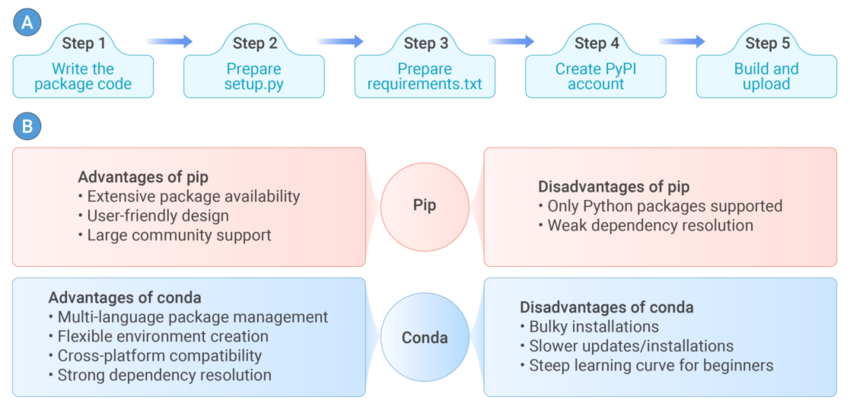 A
Step 1
Write the
package code
Step 2
Prepare
setup.py
Step 3
Prepare
requirements.txt
Step 4
Create PyPI
account
Step 5
Build and
upload
B
Advantages of pip
• Extensive package availability
• User-friendly design
• Large community support
Pip
Disadvantages of pip
• Only Python packages supported
• Weak dependency resolution
Advantages of conda
• Multi-language package management
• Flexible environment creation
• Cross-platform compatibility
• Strong dependency resolution
Conda
Disadvantages of conda
• Bulky installations
• Slower updates/installations
• Steep learning curve for beginners